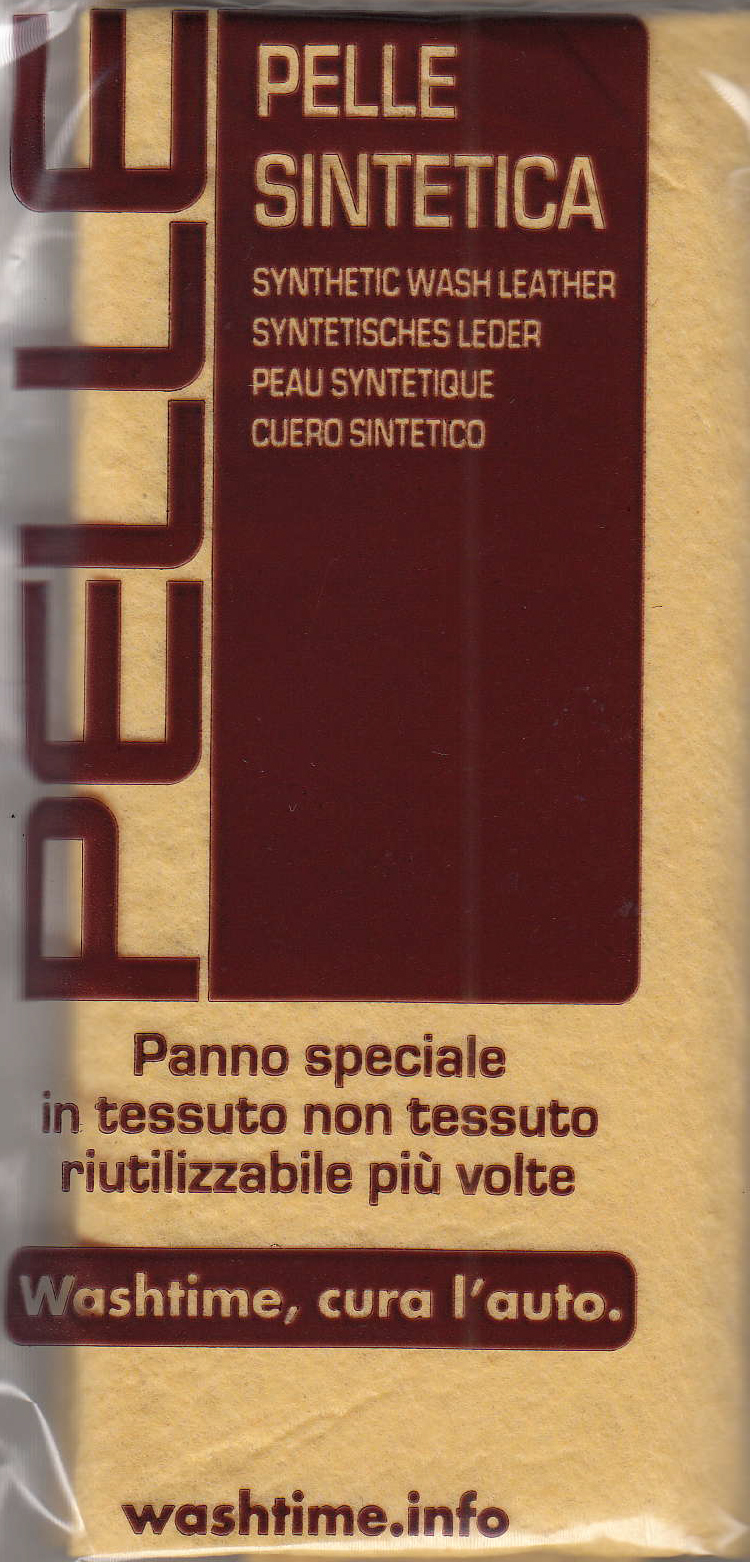 PELLE
PELLE
SINTETICA
SYNTHETIC WASH LEATHER
SYNTETISCHES LEDER
PEAU SYNTETIQUE
CUERO SINTETICO
Panno speciale
in tessuto non tessuto
riutilizzabile più volte
Washtime, cura l'auto.
washtime.info